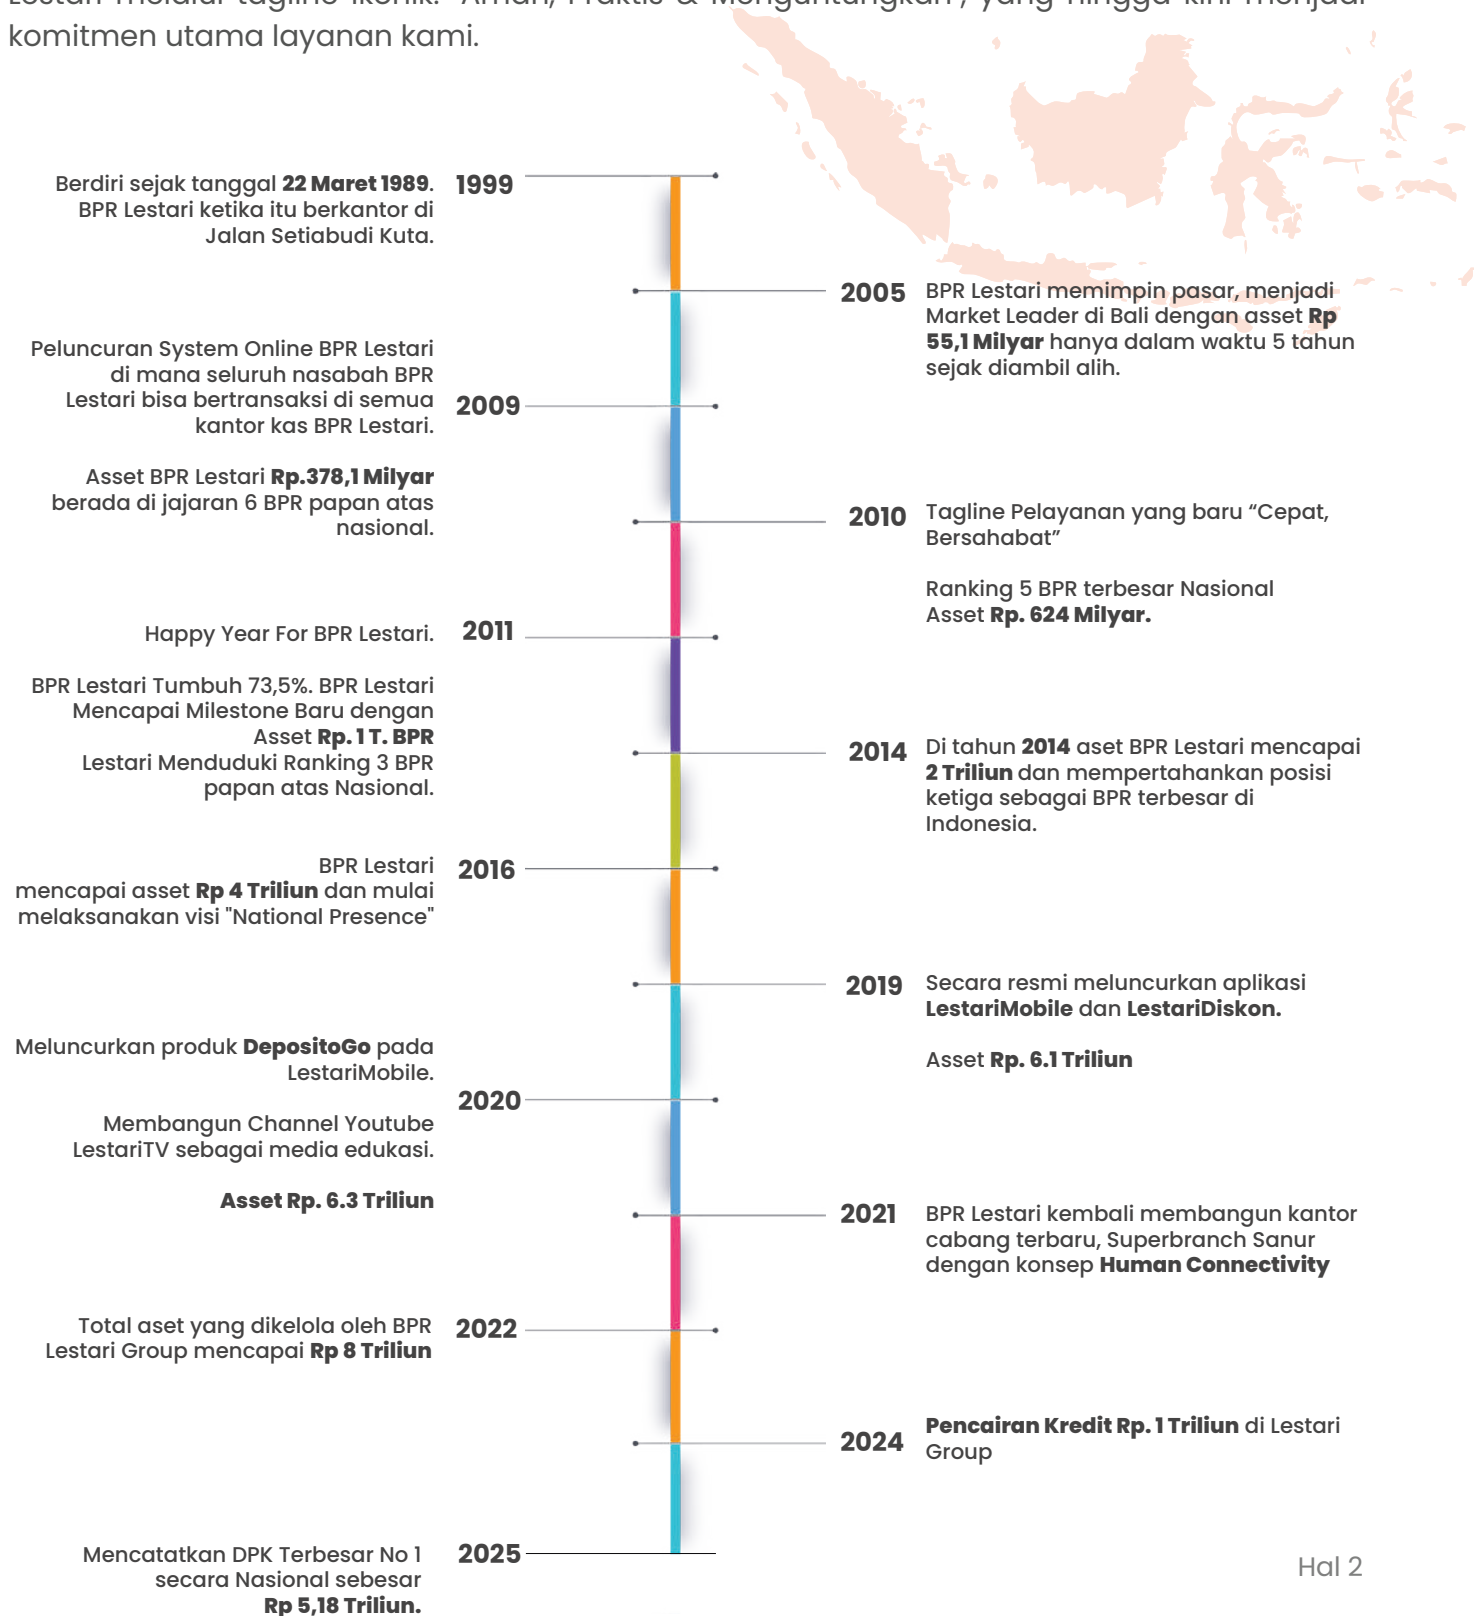 komitmen utama layanan kami.
Berdiri sejak tanggal 22 Maret 1989.
BPR Lestari ketika itu berkantor di
Jalan Setiabudi Kuta.
1999
2005
BPR Lestari memimpin pasar, menjadi
Market Leader di Bali dengan asset Rp
55,1 Milyar hanya dalam waktu 5 tahun
sejak diambil alih.
Peluncuran System Online BPR Lestari
di mana seluruh nasabah BPR
Lestari bisa bertransaksi di semua
kantor kas BPR Lestari.
2009
Asset BPR Lestari Rp.378,1 Milyar
berada di jajaran 6 BPR papan atas
nasional.
2010
Tagline Pelayanan yang baru “Cepat,
Bersahabat”
Ranking 5 BPR terbesar Nasional
Asset Rp. 624 Milyar.
Happy Year For BPR Lestari.
2011
BPR Lestari Tumbuh 73,5%. BPR Lestari
Mencapai Milestone Baru dengan
Asset Rp. 1 T. BPR
Lestari Menduduki Ranking 3 BPR
papan atas Nasional.
2014
Di tahun 2014 aset BPR Lestari mencapai
2 Triliun dan mempertahankan posisi
ketiga sebagai BPR terbesar di
Indonesia.
BPR Lestari
mencapai asset Rp 4 Triliun dan mulai
melaksanakan visi "National Presence"
2016
2019
Secara resmi meluncurkan aplikasi
LestariMobile dan LestariDiskon.
Asset Rp. 6.1 Triliun
Meluncurkan produk DepositoGo pada
LestariMobile.
2020
Membangun Channel Youtube
LestariTV sebagai media edukasi.
Asset Rp. 6.3 Triliun
2021
BPR Lestari kembali membangun kantor
cabang terbaru, Superbranch Sanur
dengan konsep Human Connectivity
Total aset yang dikelola oleh BPR
Lestari Group mencapai Rp 8 Triliun
2022
2024
Pencairan Kredit Rp. 1 Triliun di Lestari
Group
Mencatatkan DPK Terbesar No 1
secara Nasional sebesar
Rp 5,18 Triliun.
2025
Hal 2